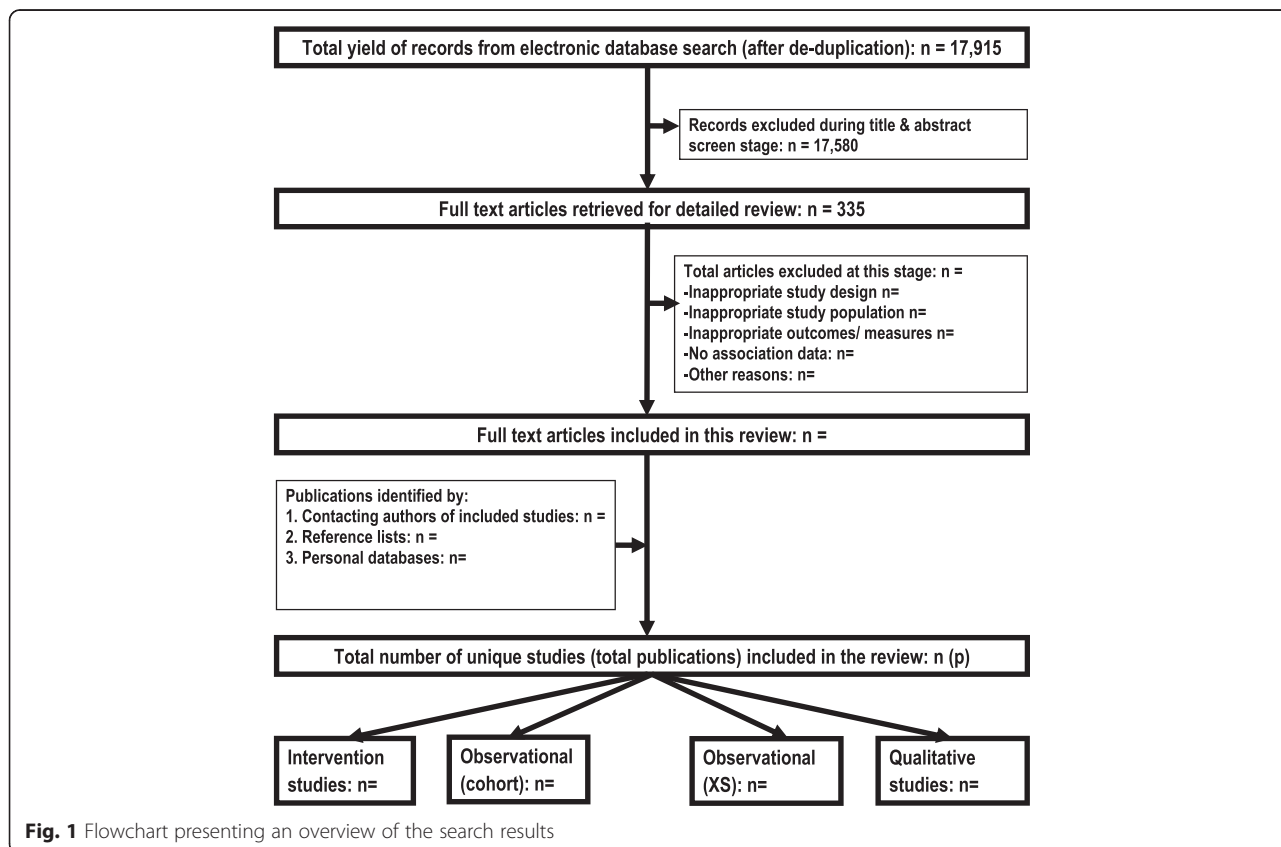 Total yield of records from electronic database search (after de-duplication): n = 17,915
Records excluded during title & abstract
screen stage: n = 17,580
Full text articles retrieved for detailed review: n = 335
Total articles excluded at this stage: n =
-Inappropriate study design n=
-Inappropriate study population n=
-Inappropriate outcomes/ measures n=
-No association data: n=
-Other reasons: n=
Full text articles included in this review: n =
Publications identified by:
1. Contacting authors of included studies: n =
2. Reference lists: n =
3. Personal databases: n=
Total number of unique studies (total publications) included in the review: n (p)
Intervention
studies: n=
Observational
(cohort): n=
Observational
(XS): n=
Qualitative
studies: n=
Fig. 1 Flowchart presenting an overview of the search results